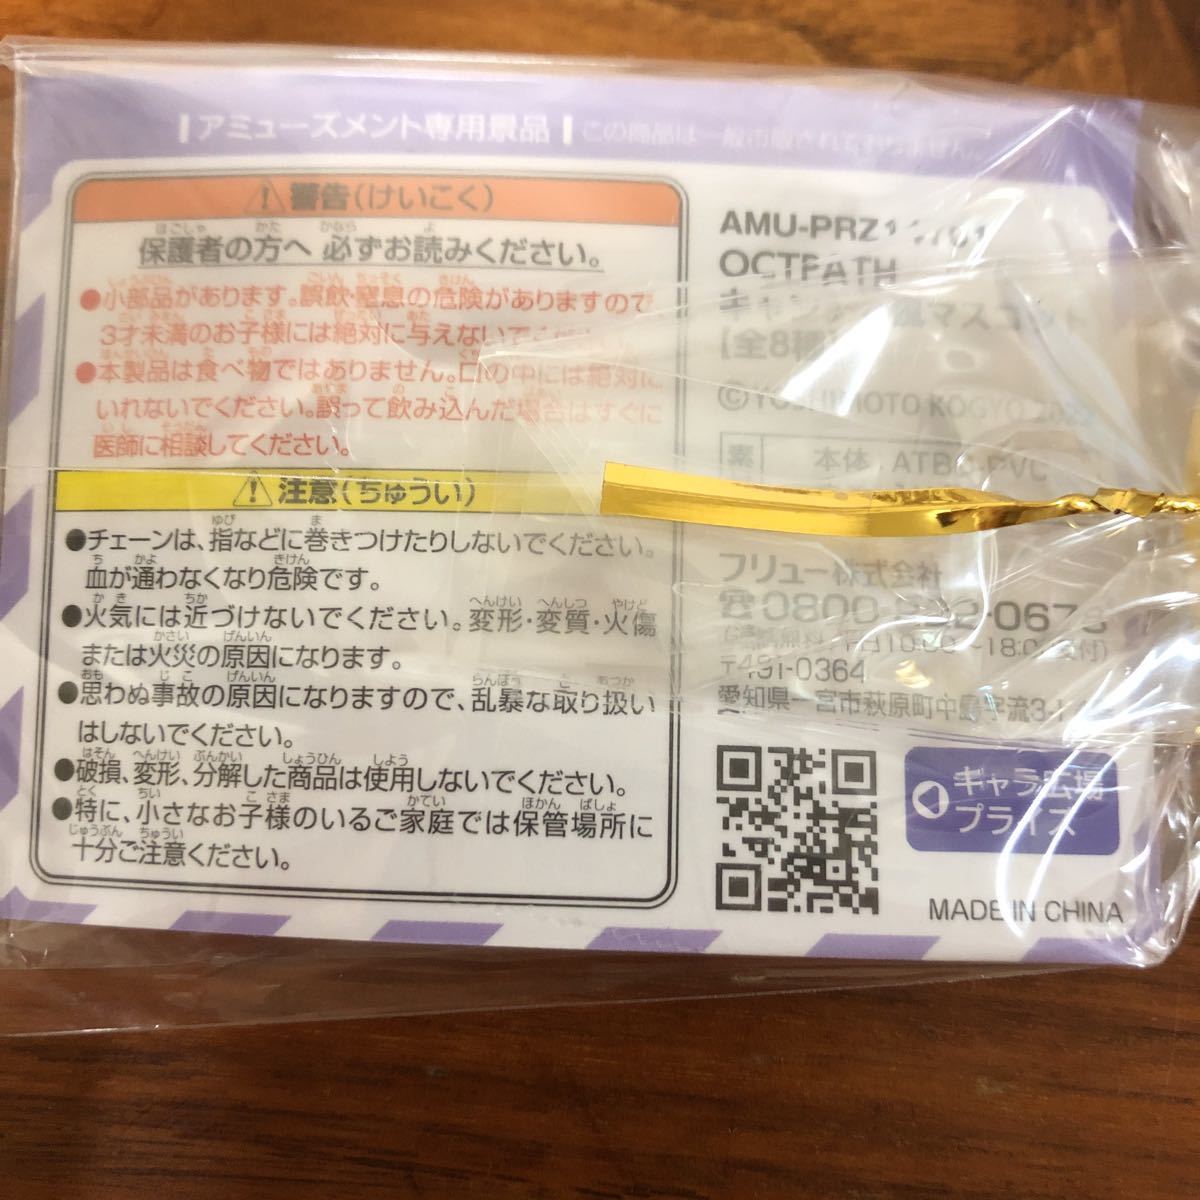 アミューズメント専用景品 この商品は一般市販されておりません。
警告(けいこく)
保護者の方へ 必ずお読みください。
●小部品があります。誤飲・窒息の危険がありますので
3才未満のお子様には絶対に与えないでください。
●本製品は食べ物ではありません。口の中には絶対に
いれないでください。誤って飲み込んだ場合はすぐに
医師に相談してください。
注意(ちゅうい)
●チェーンは、指などに巻きつけたりしないでください。
血が通わなくなり危険です。
●火気には近づけないでください。変形・変質・火傷
または火災の原因になります。
●思わぬ事故の原因になりますので、乱暴な取り扱い
はしないでください。
●破損、変形、分解した商品は使用しないでください。
●特に、小さなお子様のいるご家庭では保管場所に
十分ご注意ください。
OCTPATH
マスコット
[全8種]
©YOSHIMOTO KOGYO
素 本体
フリュー株式会社
〒491-0364
愛知県一宮市萩原町中島字流
キャラ広場
プライズ
MADE IN CHINA